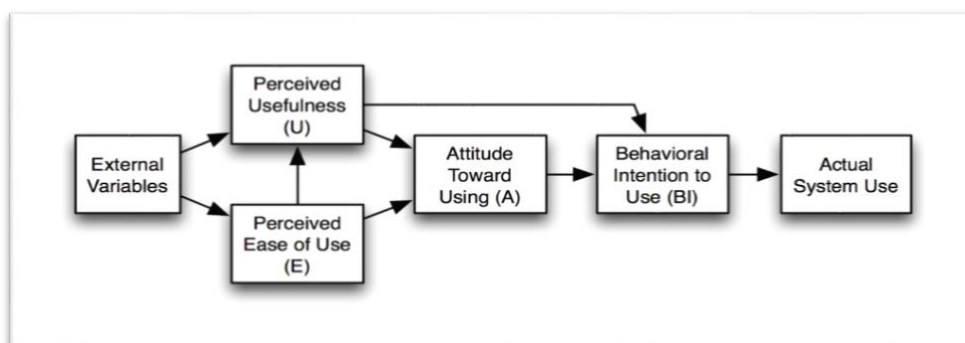 External
Variables
Perceived
Usefulness
(U)
Perceived
Ease of Use
(E)
Attitude
Toward
Using (A)
Behavioral
Intention to
Use (BI)
Actual
System Use